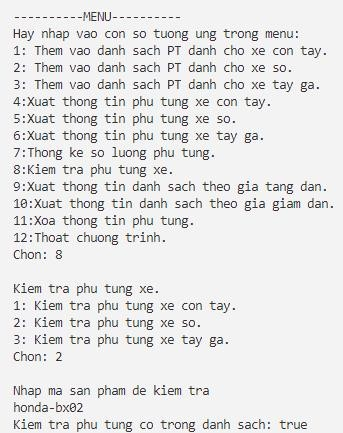 ----------MENU----------
Hay nhap vao con so tuong ung trong menu:
1: Them vao danh sach PT danh cho xe con tay.
2: Them vao danh sach PT danh cho xe so.
3: Them vao danh sach PT danh cho xe tay ga.
4:Xuat thong tin phu tung xe con tay.
5:Xuat thong tin phu tung xe so.
6:Xuat thong tin phu tung xe tay ga.
7:Thong ke so luong phu tung.
8:Kiem tra phu tung xe.
9:Xuat thong tin danh sach theo gia tang dan.
10:Xuat thong tin danh sach theo gia giam dan.
11:Xoa thong tin phu tung.
12:Thoat chuong trinh.
Chon: 8
Kiem tra phu tung xe.
1: Kiem tra phu tung xe con tay.
2: Kiem tra phu tung xe so.
3: Kiem tra phu tung xe tay ga.
Chon: 2
Nhap ma san pham de kiem tra
honda-bx02
Kiem tra phu tung co trong danh sach: true